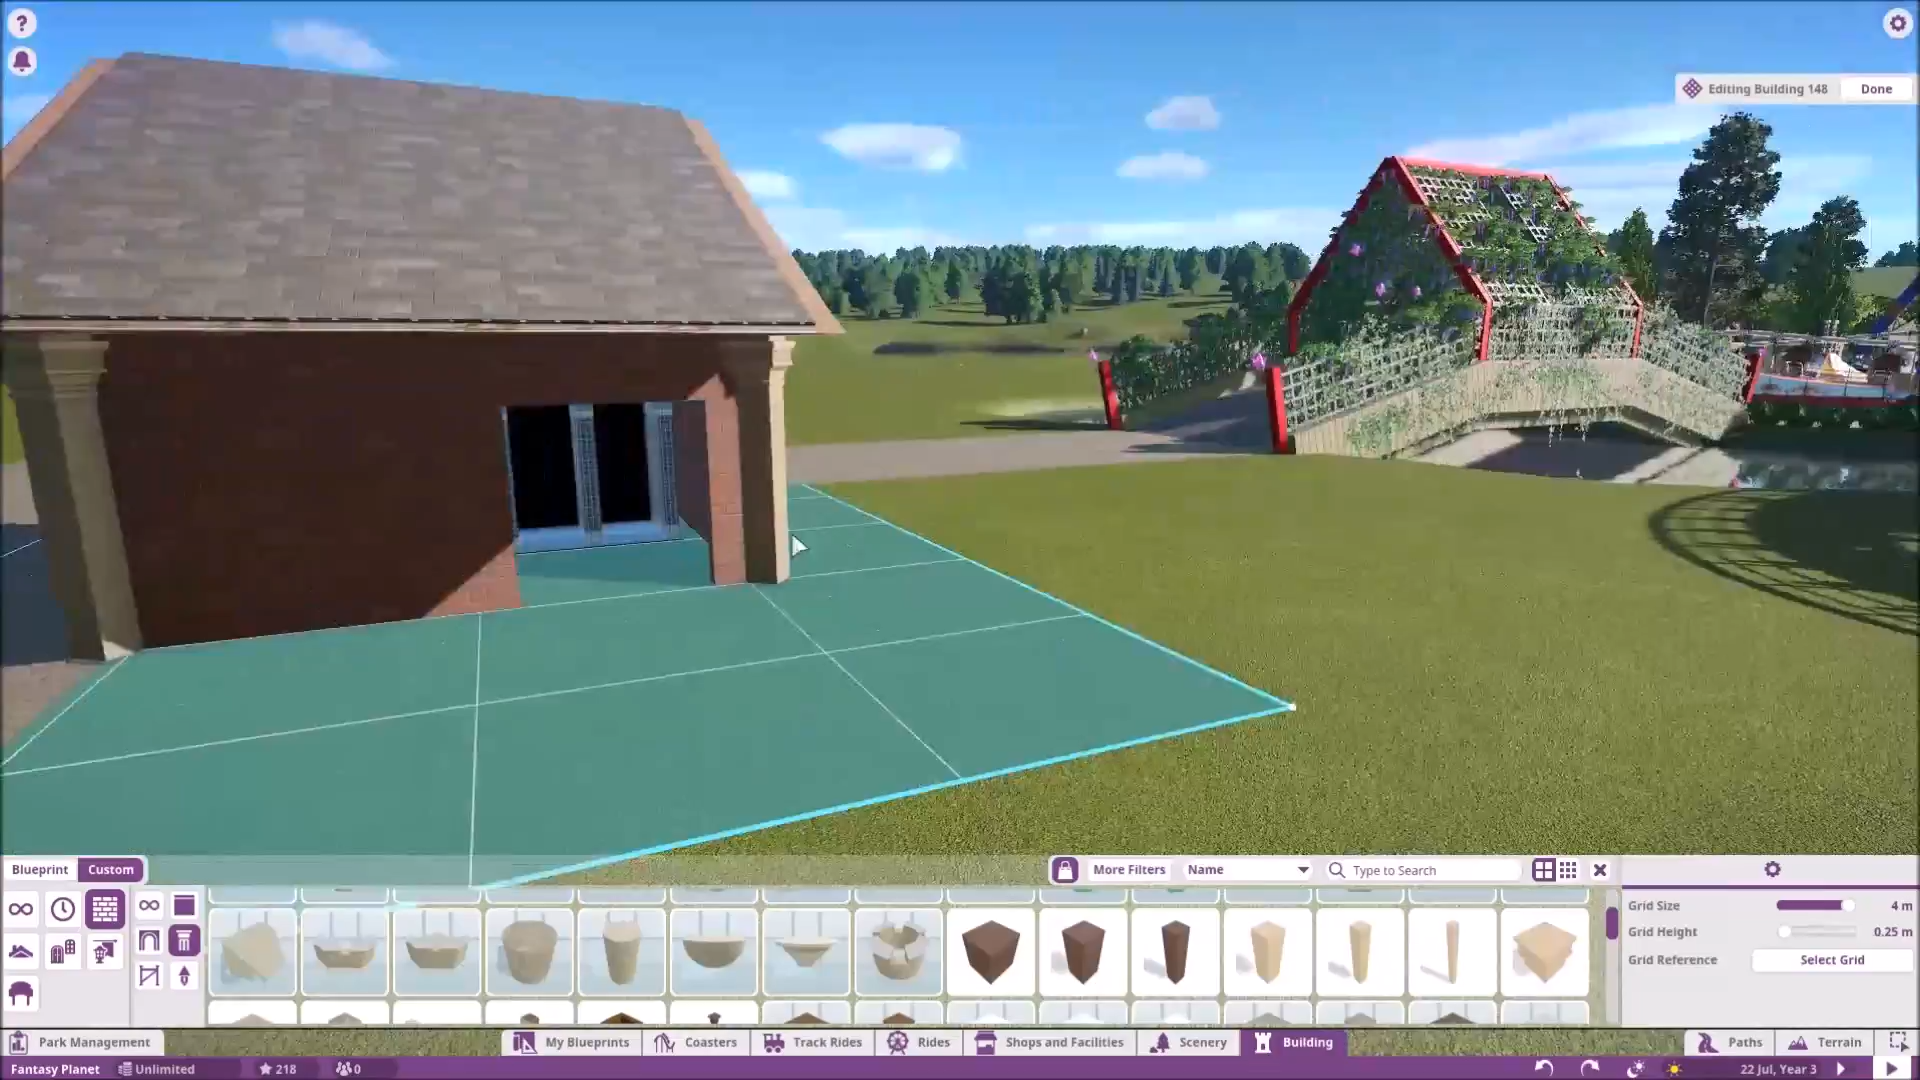 ?
Editing Building 148 Done
Blueprint Custom
More Filters Name Type to Search
Grid Size 4 m
Grid Height 0.25 m
Grid Reference Select Grid
Park Management My Blueprints Coasters Track Rides Rides Shops and Facilities Scenery Building Paths Terrain
Fantasy Planet Unlimited 218 0 22 Jul, Year 3